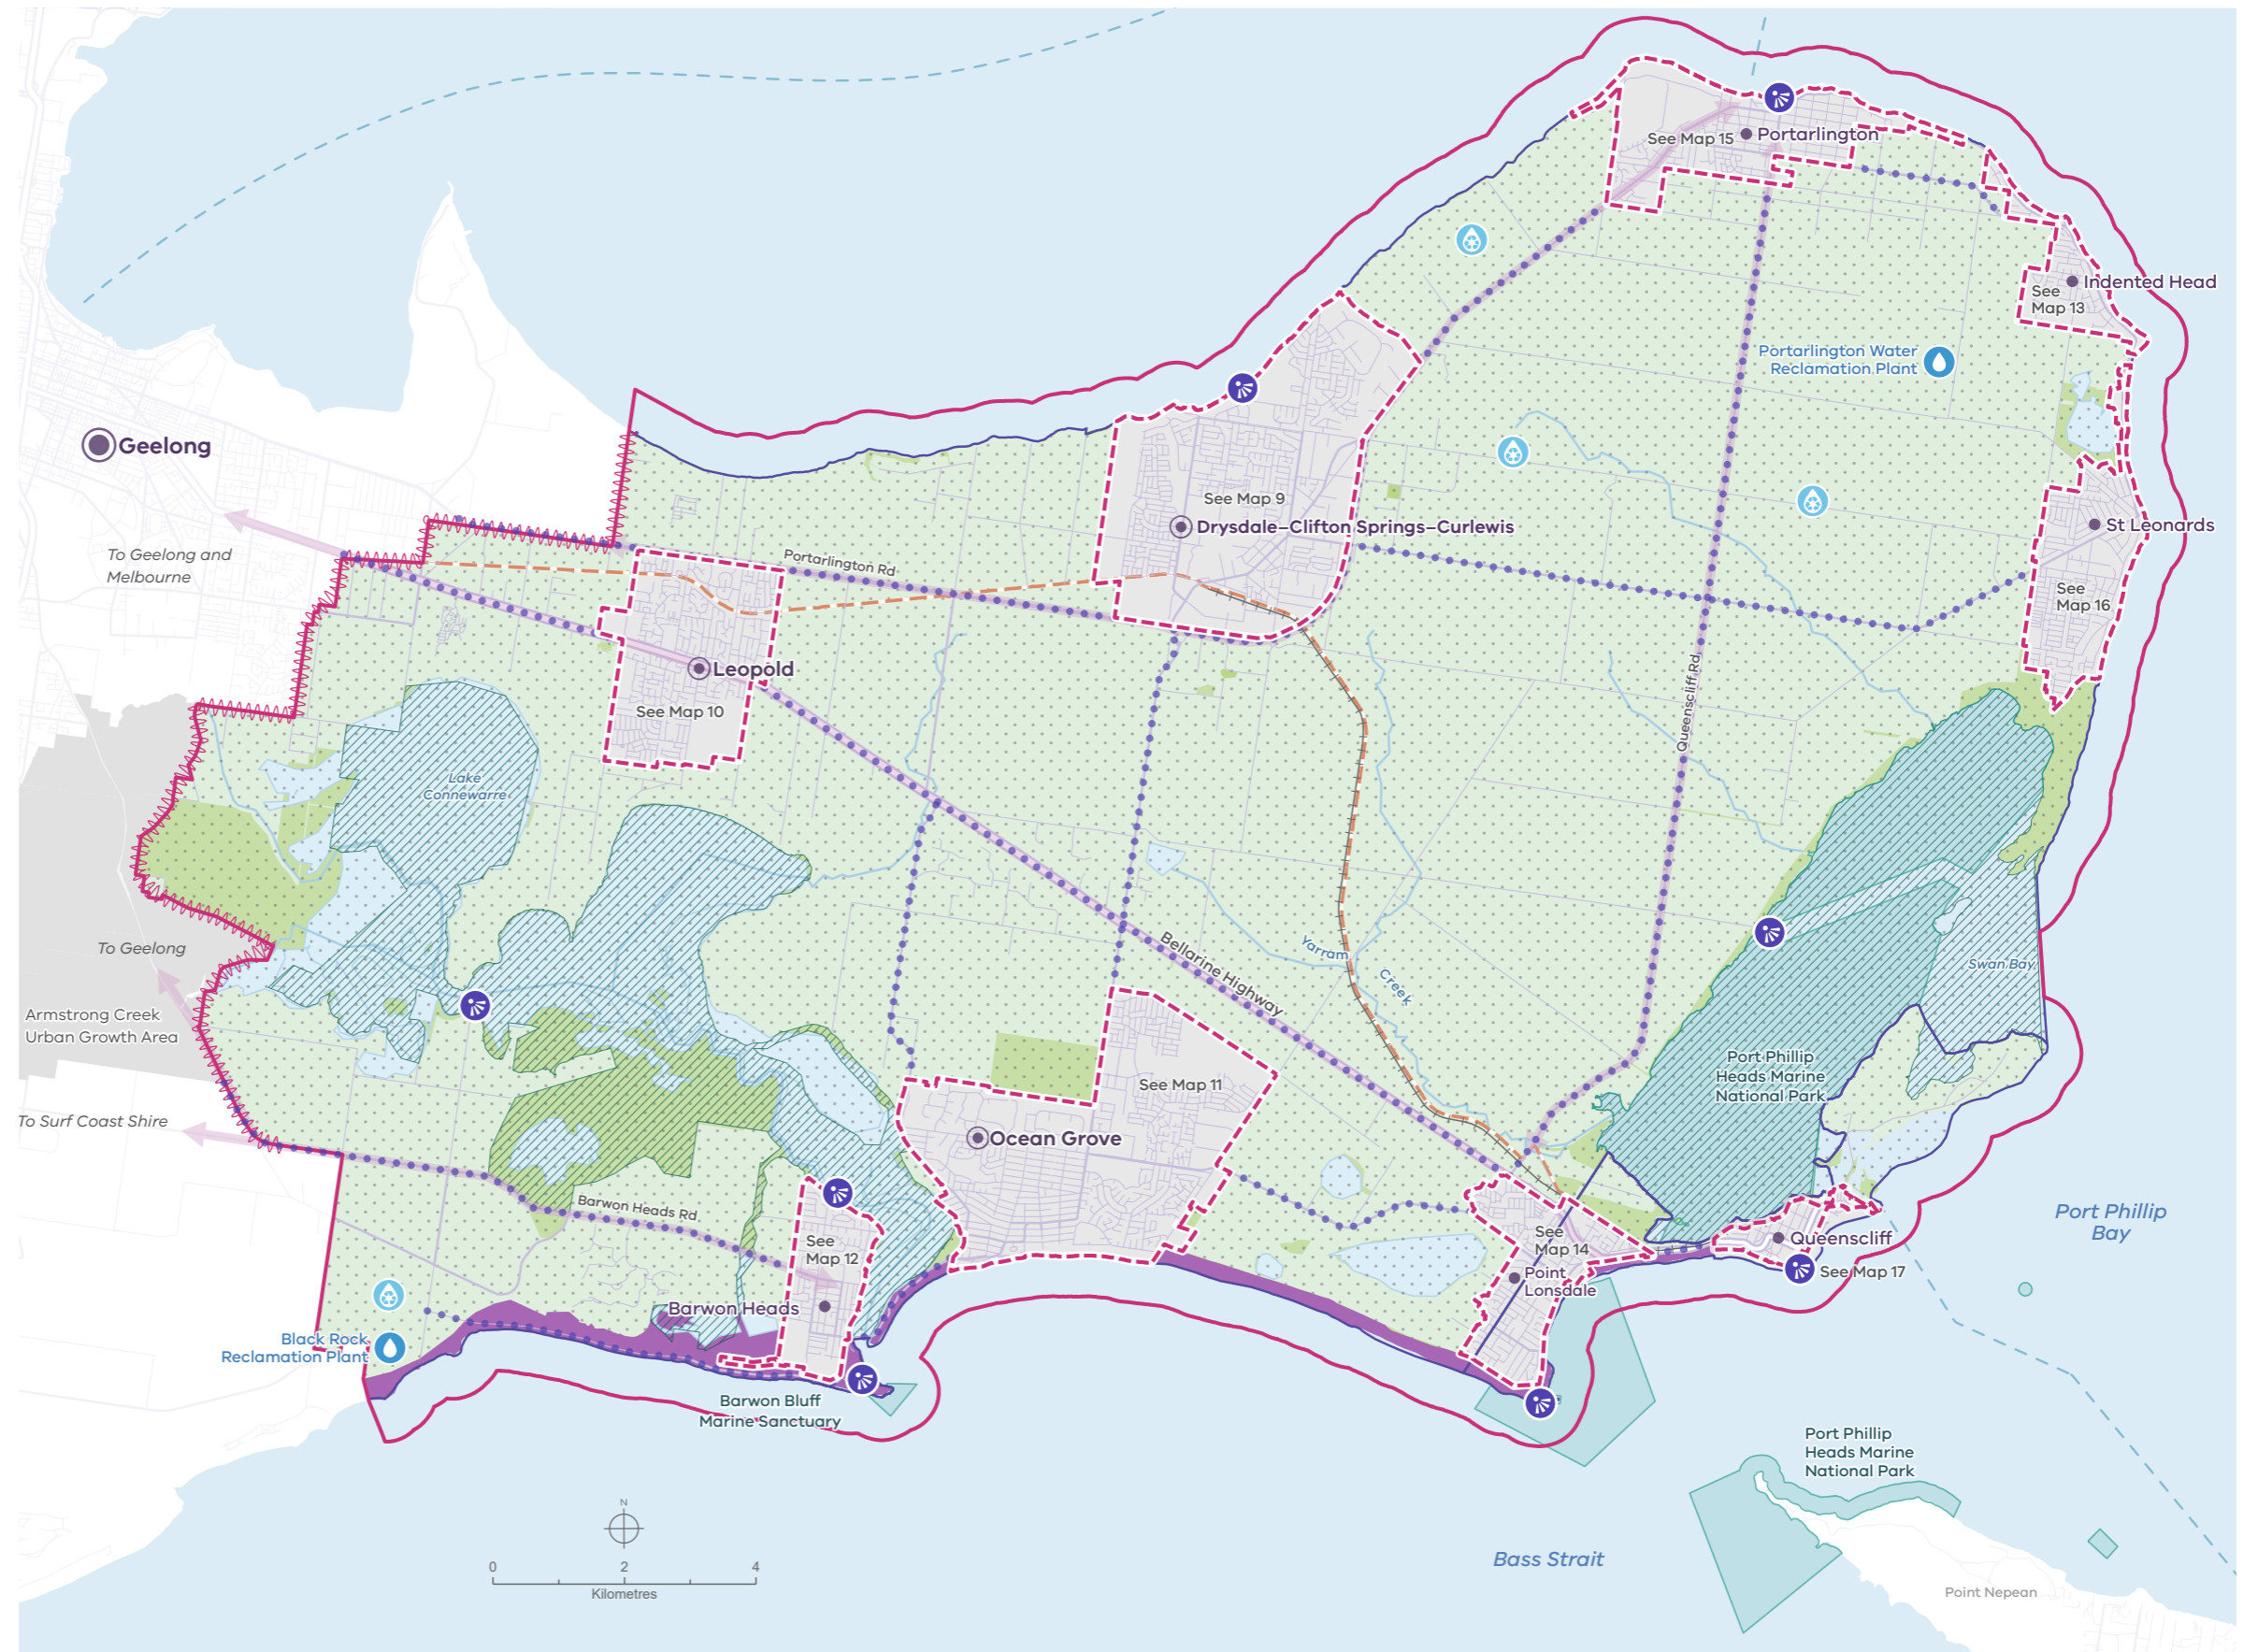 See Map 15
Portarlington
Indented Head
See
Map 13
Portarlington Water
Reclamation Plant
Geelong
See Map 9
Drysdale–Clifton Springs–Curlewis
St Leonards
To Geelong and
Melbourne
Portarlington Rd
See
Map 16
Leopold
See Map 10
Queenscliff Rd
Lake
Connewarre
To Geelong
Bellarine Highway
Yarram
Creek
Swan Bay
Armstrong Creek
Urban Growth Area
Port Phillip
Heads Marine
National Park
See Map 11
To Surf Coast Shire
Ocean Grove
Barwon Heads Rd
Port Phillip
Bay
See
Map 12
See
Map 14
Queenscliff
See Map 17
Point
Lonsdale
Barwon Heads
Black Rock
Reclamation Plant
Barwon Bluff
Marine Sanctuary
Port Phillip
Heads Marine
National Park
N
0 2 4
Kilometres
Bass Strait
Point Nepean